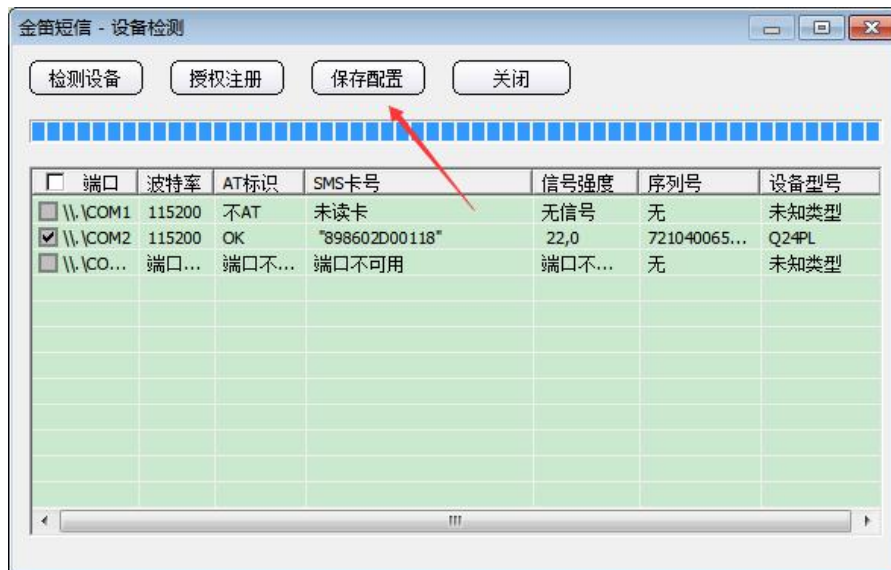 金笛短信 - 设备检测
检测设备 授权注册 保存配置 关闭
端口 波特率 AT标识 SMS卡号 信号强度 序列号 设备型号
\\.\COM1 115200 不AT 未读卡 无信号 无 未知类型
\\.\COM2 115200 OK "898602D00118" 22,0 721040065... Q24PL
\\.\CO... 端口... 端口不... 端口不可用 端口不... 无 未知类型